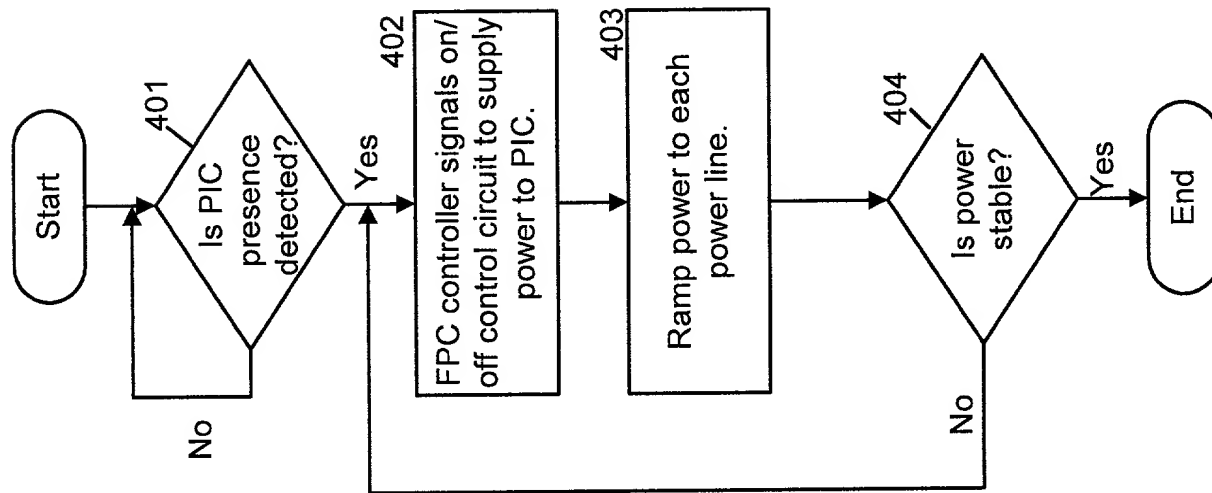 Start
401
Is PIC
presence
detected?
No
Yes
402
FPC controller signals on/
off control circuit to supply
power to PIC.
403
Ramp power to each
power line.
404
Is power
stable?
No
Yes
End